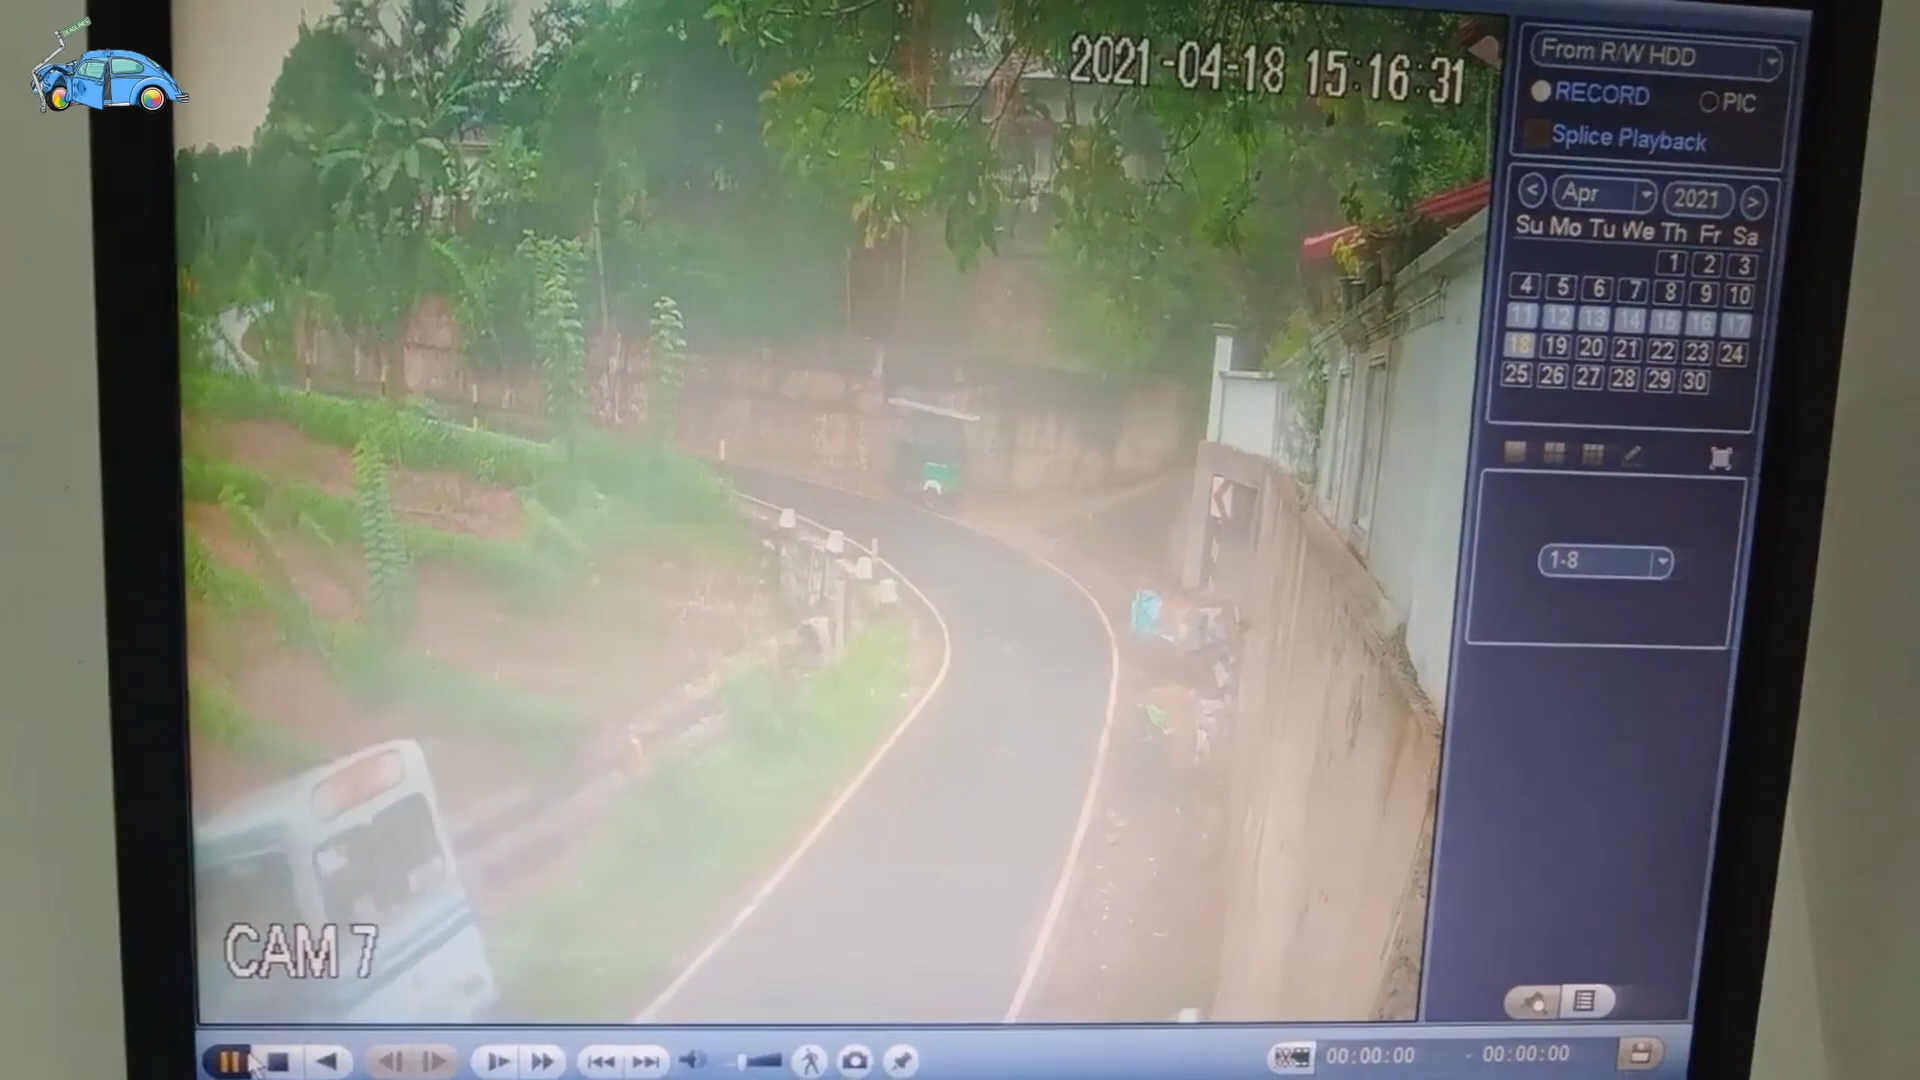 DEADLINES
2021-04-18 15:16:31
CAM 7
From R/W HDD
RECORD PIC
Splice Playback
< Apr 2021 >
Su Mo Tu We Th Fr Sa
1 2 3
4 5 6 7 8 9 10
11 12 13 14 15 16 17
18 19 20 21 22 23 24
25 26 27 28 29 30
1-8
00:00:00 - 00:00:00